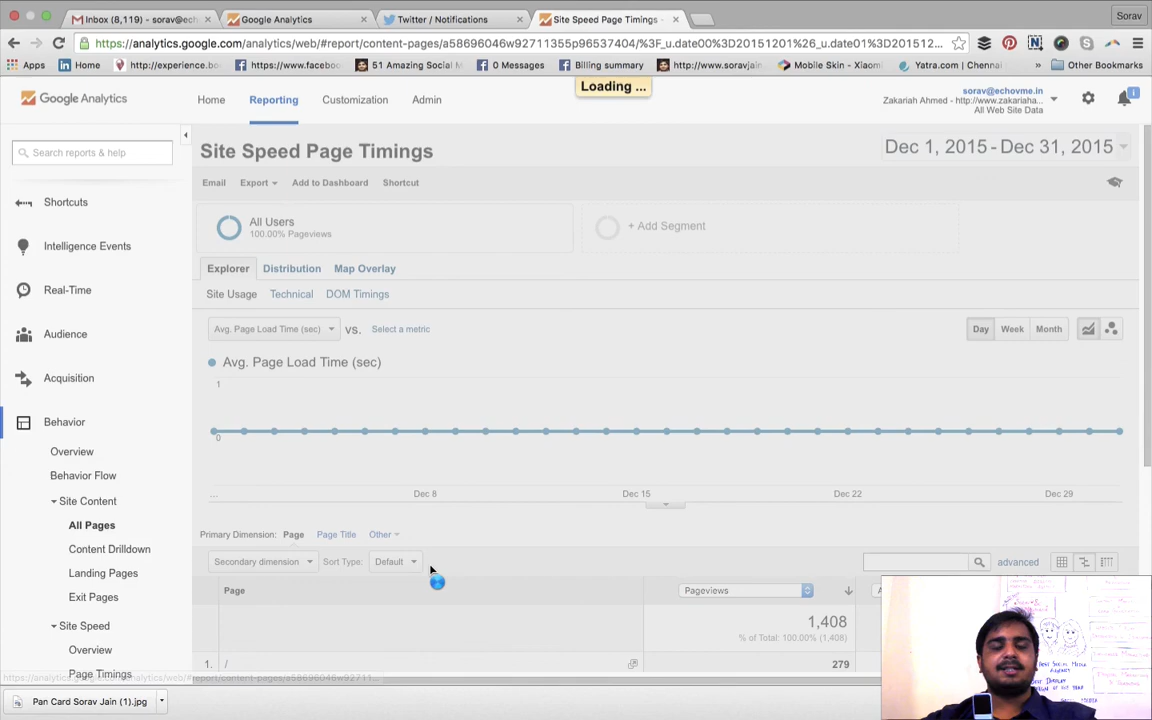 Inbox (8,119) - sorav@ech
Google Analytics
Twitter / Notifications
Site Speed Page Timings -
Sorav
https://analytics.google.com/analytics/web/#report/content-pages/a58696046w92711355p96537404/%3F_u.date00%3D20151201%26_u.date01%3D201512...
Apps
Home
http://experience.bo
https://www.faceboo
51 Amazing Social M
0 Messages
Billing summary
http://www.soravjain
Mobile Skin - Xiaomi
Yatra.com | Chennai
»
Other Bookmarks
Loading ...
Google Analytics
Home
Reporting
Customization
Admin
sorav@echovme.in
Zakariah Ahmed - http://www.zakariaha...
All Web Site Data
Search reports & help
Site Speed Page Timings
Dec 1, 2015 - Dec 31, 2015
Email
Export
Add to Dashboard
Shortcut
Shortcuts
All Users
100.00% Pageviews
+ Add Segment
Intelligence Events
Explorer
Distribution
Map Overlay
Real-Time
Site Usage
Technical
DOM Timings
Audience
Avg. Page Load Time (sec)
VS.
Select a metric
Day
Week
Month
Avg. Page Load Time (sec)
Acquisition
1
Behavior
0
Overview
Behavior Flow
...
Dec 8
Dec 15
Dec 22
Dec 29
Site Content
All Pages
Primary Dimension:
Page
Page Title
Other
Content Drilldown
Secondary dimension
Sort Type:
Default
advanced
Landing Pages
Page
Pageviews
Exit Pages
1,408
% of Total: 100.00% (1,408)
Site Speed
Overview
1.
/
279
Page Timings
https://analytics.google.com/analytics/web/#report/content-pages/a58696046w92711...
Pan Card Sorav Jain (1).jpg